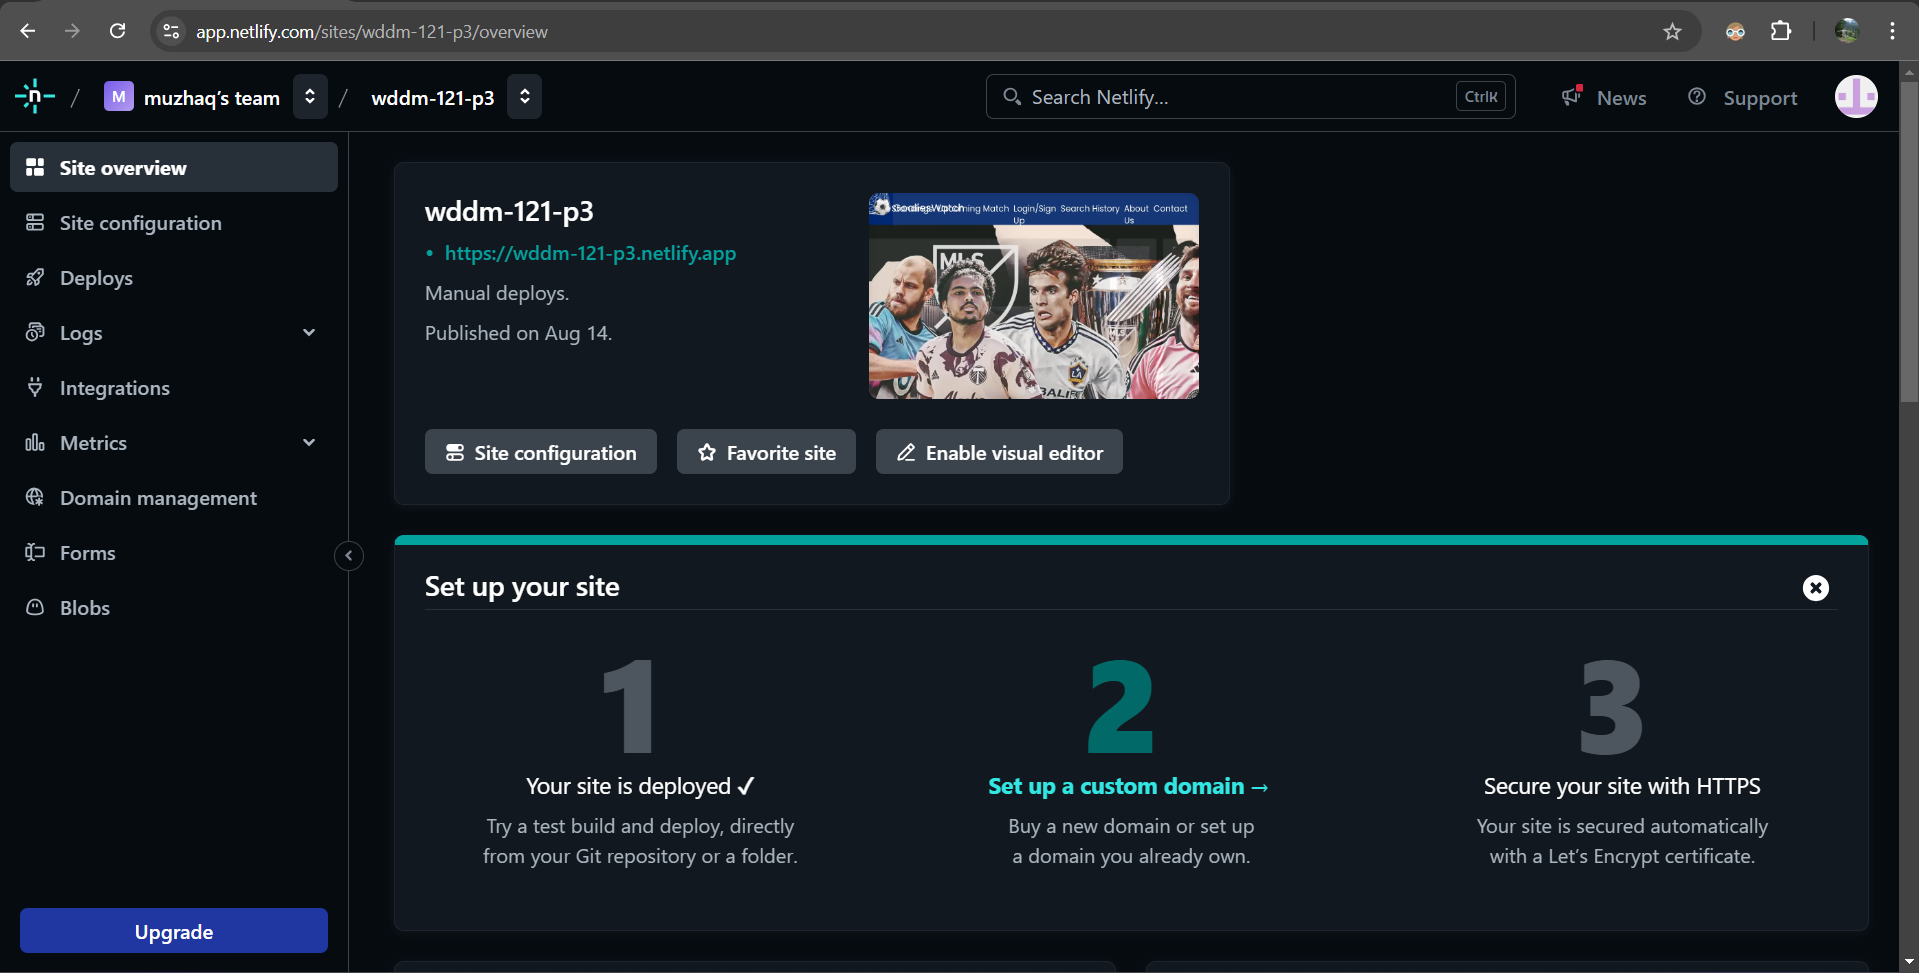 app.netlify.com/sites/wddm-121-p3/overview
n / M muzhaq's team / wddm-121-p3
Search Netlify... CtrlK
News
Support
Site overview
Site configuration
Deploys
Logs
Integrations
Metrics
Domain management
Forms
Blobs
Upgrade
wddm-121-p3
• https://wddm-121-p3.netlify.app
Manual deploys.
Published on Aug 14.
GoaliesWatch Upcoming Match Login/Sign Up Search History About Us Contact
MLS
LA
Site configuration
Favorite site
Enable visual editor
Set up your site
1
Your site is deployed ✓
Try a test build and deploy, directly
from your Git repository or a folder.
2
Set up a custom domain →
Buy a new domain or set up
a domain you already own.
3
Secure your site with HTTPS
Your site is secured automatically
with a Let's Encrypt certificate.